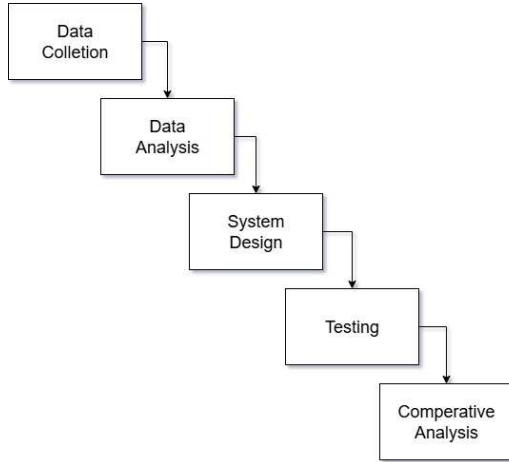 Data
Colletion
Data
Analysis
System
Design
Testing
Comperative
Analysis